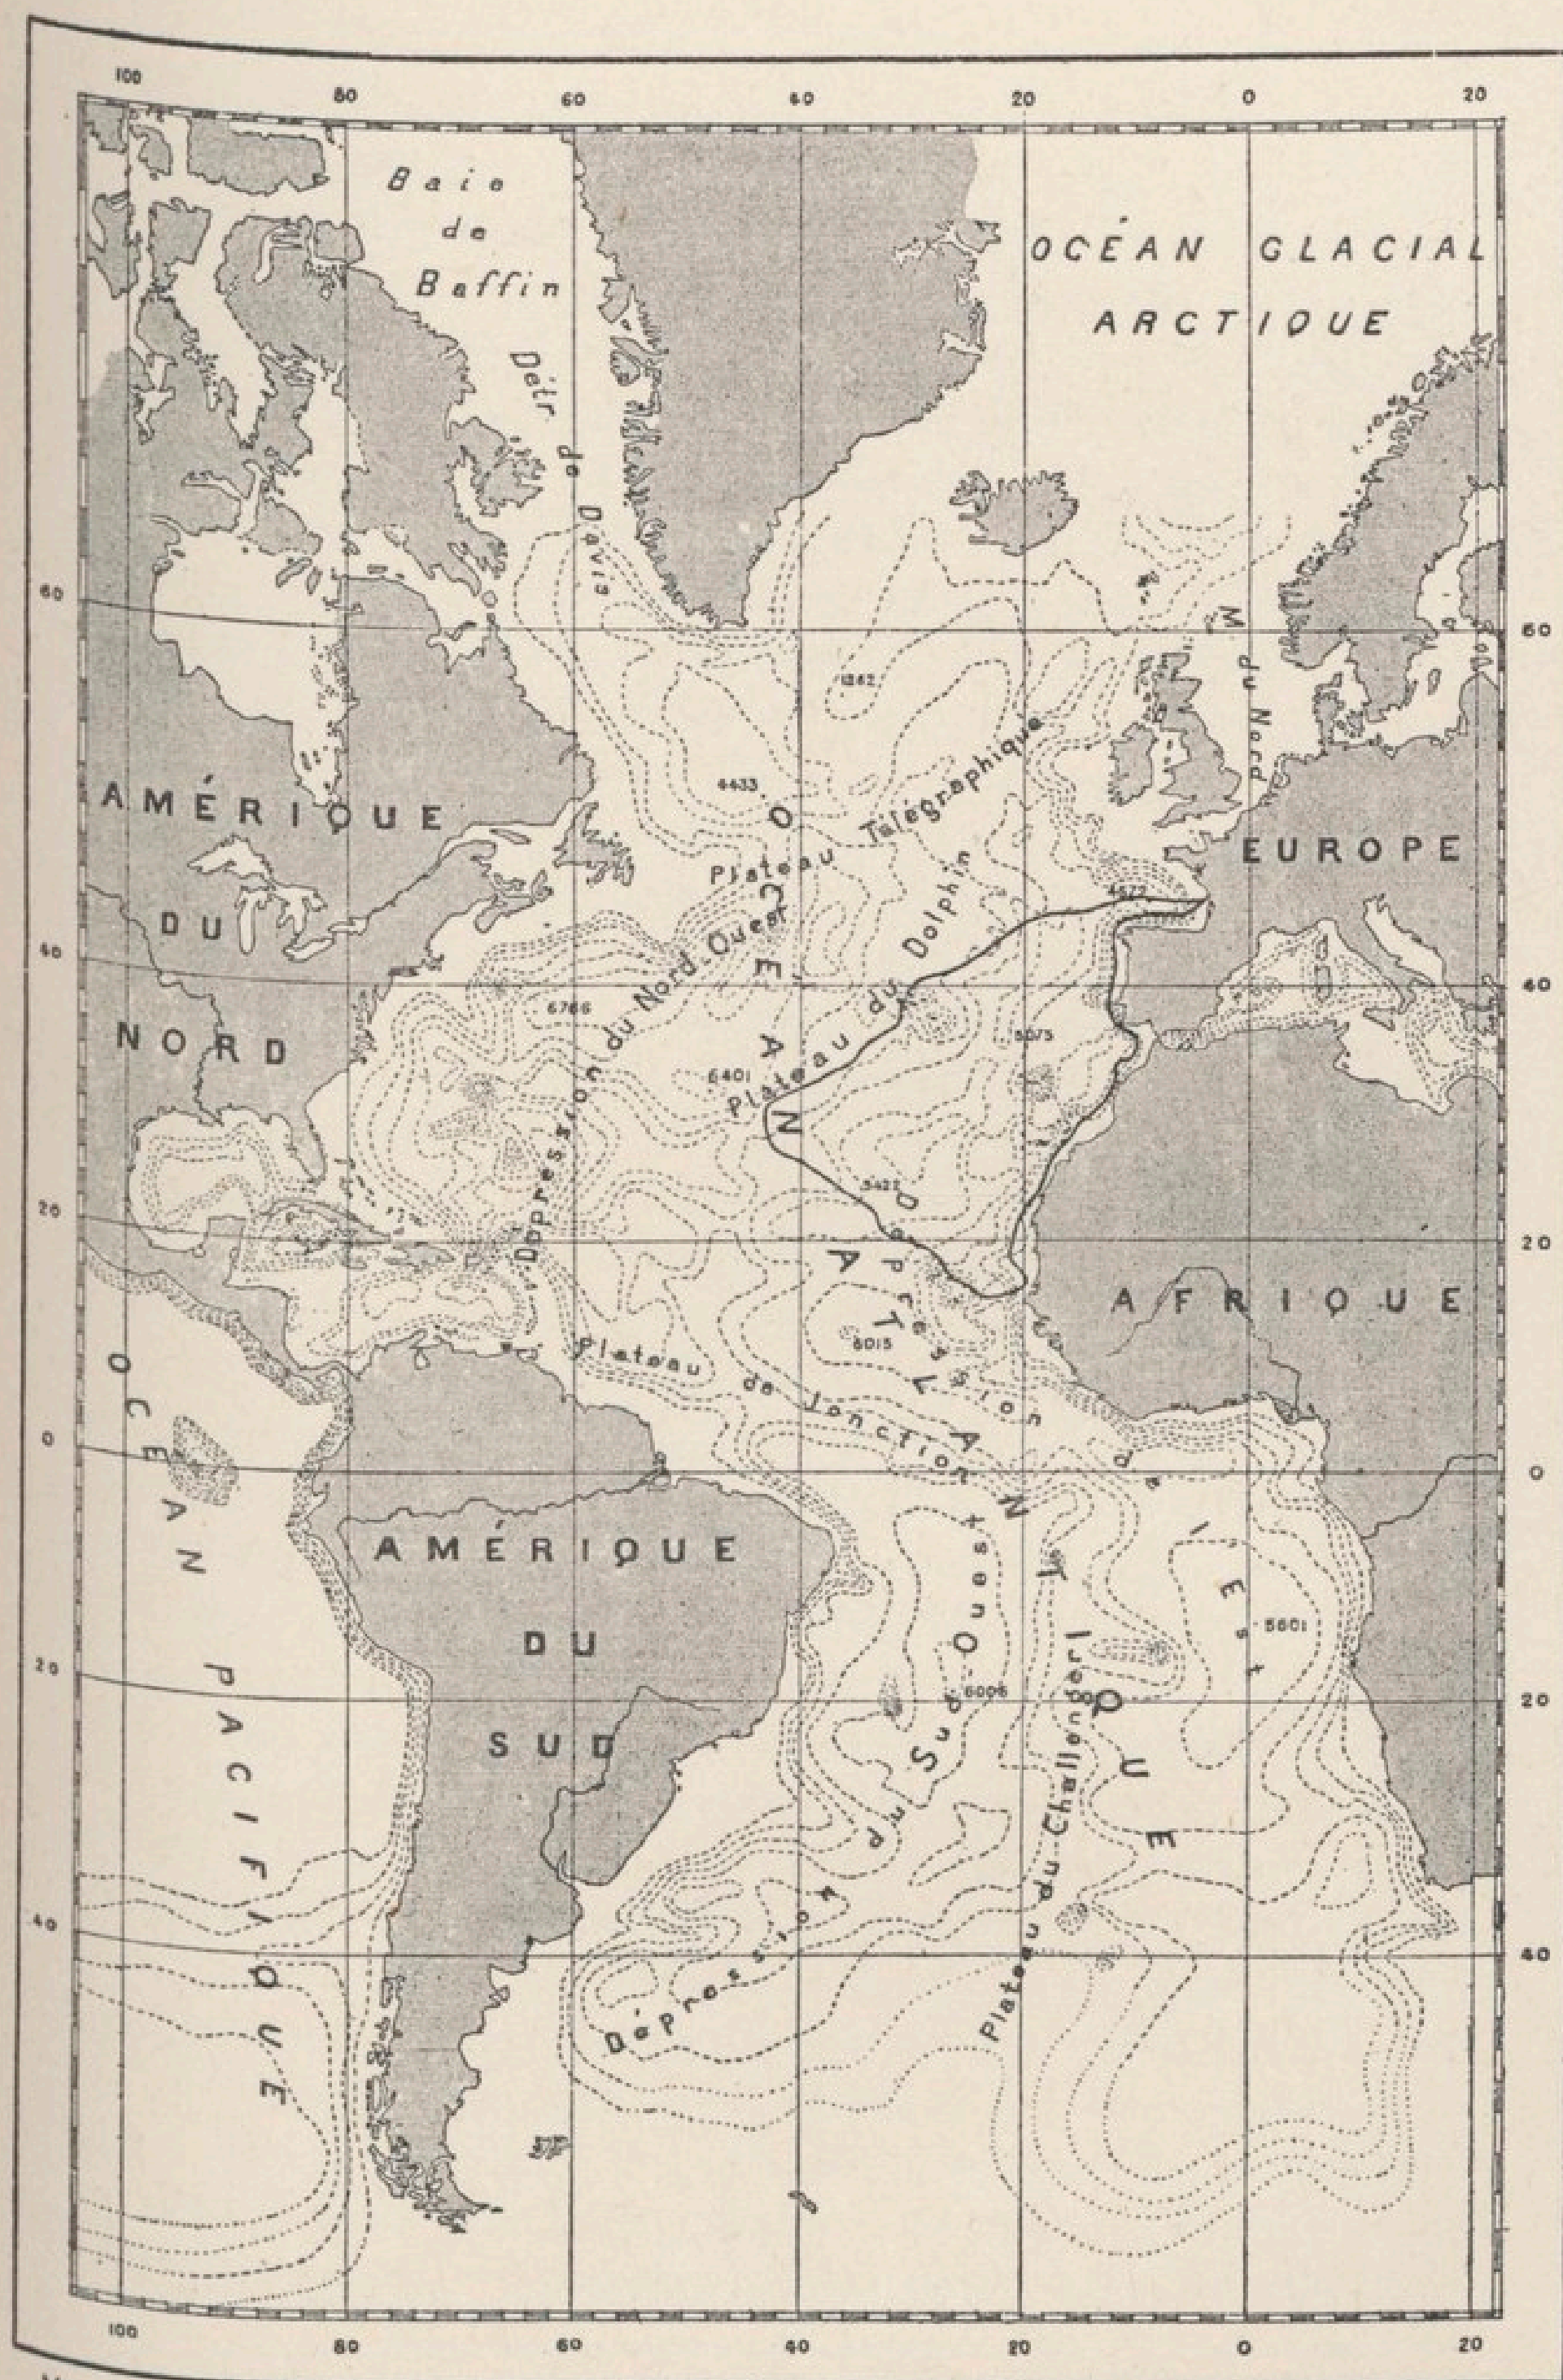 100
80
60
40
20
0
20
Baie
de
Baffin
OCÉAN GLACIAL
ARCTIQUE
Détr. de Davis
60
60
M. du Nord
1262
4433
AMÉRIQUE
DU
NORD
EUROPE
Plateau Télégraphique
4572
40
40
Plateau du Dolphin
6766
5075
6401
Dépression du Nord-Ouest
5422
20
20
AFRIQUE
OCÉAN ATLANTIQUE
6015
Plateau de Jonction
Dépression de l'Est
0
0
OCÉAN PACIFIQUE
AMÉRIQUE
DU
SUD
5601
6006
20
20
Dépression du Sud Ouest
Plateau du Challenger
40
40
100
80
60
40
20
0
20